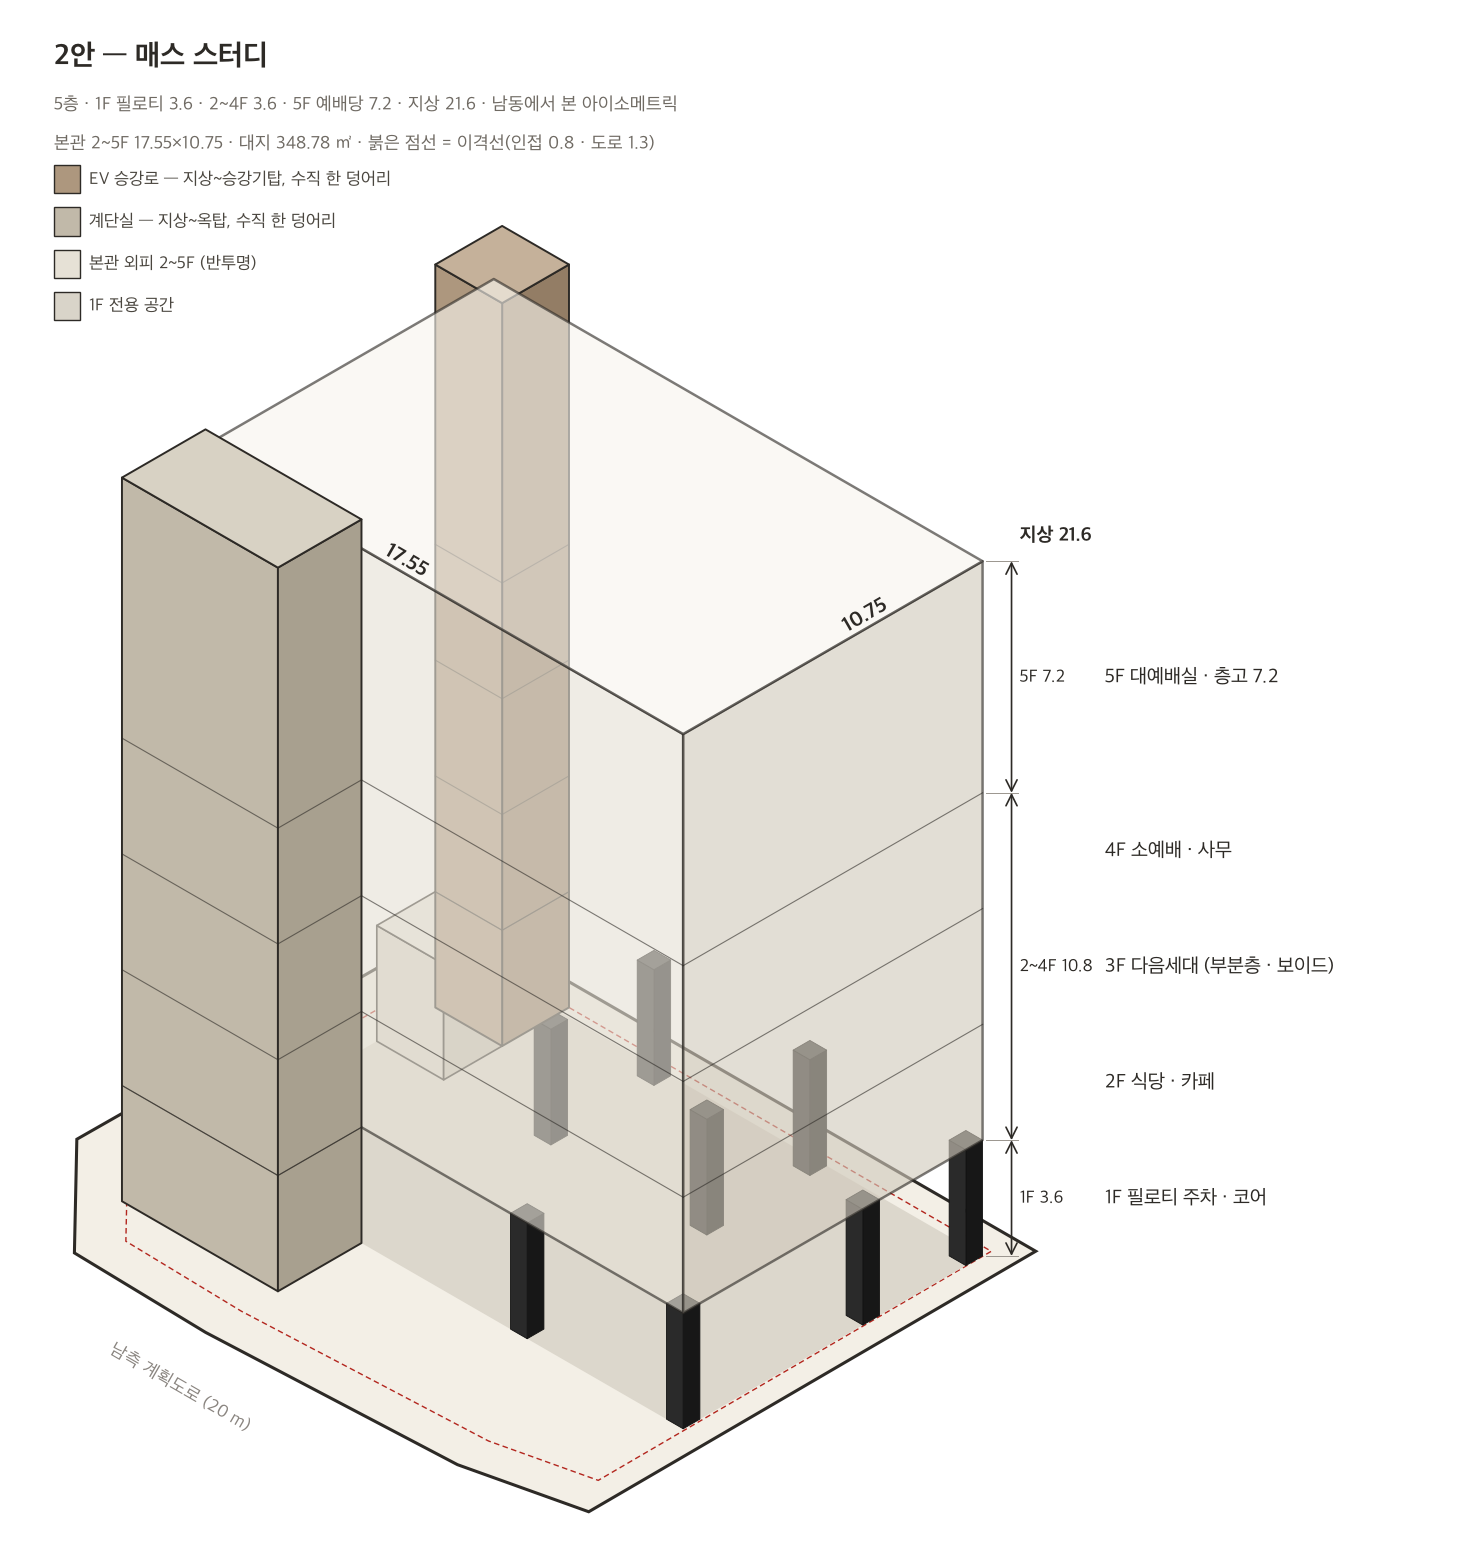 2안 — 매스 스터디
5층 · 1F 필로티 3.6 · 2~4F 3.6 · 5F 예배당 7.2 · 지상 21.6 · 남동에서 본 아이소메트릭
본관 2~5F 17.55×10.75 · 대지 348.78 ㎡ · 붉은 점선 = 이격선(인접 0.8 · 도로 1.3)
EV 승강로 — 지상~승강기탑, 수직 한 덩어리
계단실 — 지상~옥탑, 수직 한 덩어리
본관 외피 2~5F (반투명)
1F 전용 공간
지상 21.6
17.55
10.75
5F 7.2 5F 대예배실 · 층고 7.2
4F 소예배 · 사무
2~4F 10.8 3F 다음세대 (부분층 · 보이드)
2F 식당 · 카페
1F 3.6 1F 필로티 주차 · 코어
남측 계획도로 (20 m)